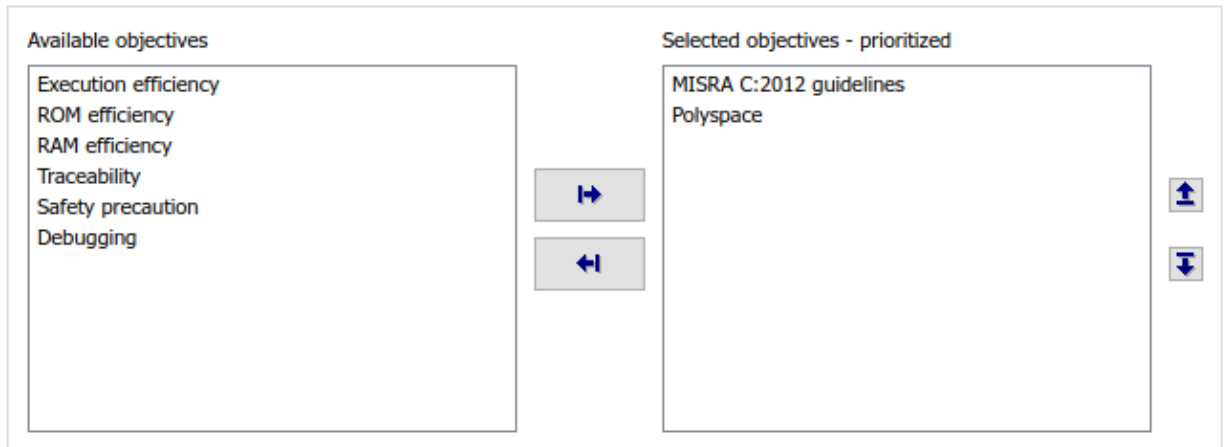 Available objectives
Execution efficiency
ROM efficiency
RAM efficiency
Traceability
Safety precaution
Debugging
Selected objectives - prioritized
MISRA C:2012 guidelines
Polyspace